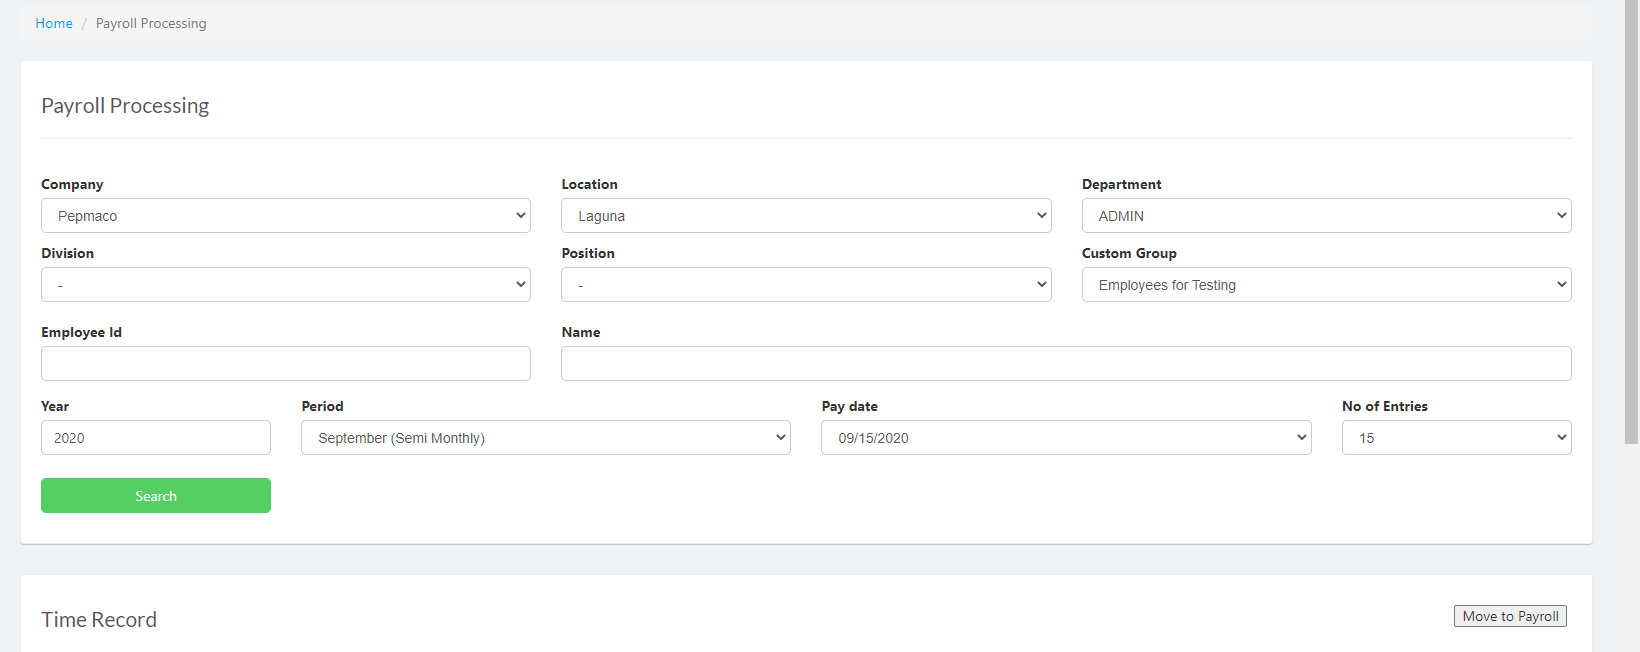 Home / Payroll Processing
Payroll Processing
Company Location Department
Pepmaco Laguna ADMIN
Division Position Custom Group
- - Employees for Testing
Employee Id Name
Year Period Pay date No of Entries
2020 September (Semi Monthly) 09/15/2020 15
Search
Time Record Move to Payroll